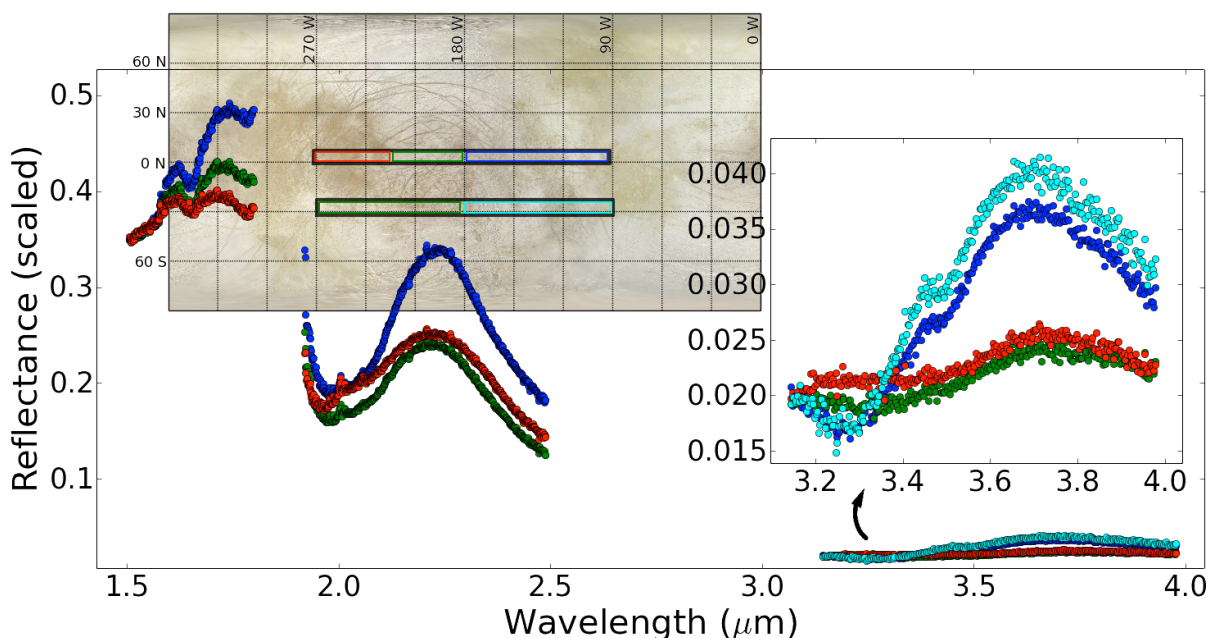 270 W
180 W
90 W
0 W
60 N
30 N
0 N
60 S
0.5
0.4
0.3
0.2
0.1
Reflectance (scaled)
0.040
0.035
0.030
0.025
0.020
0.015
3.2 3.4 3.6 3.8 4.0
1.5 2.0 2.5 3.0 3.5 4.0
Wavelength (μm)